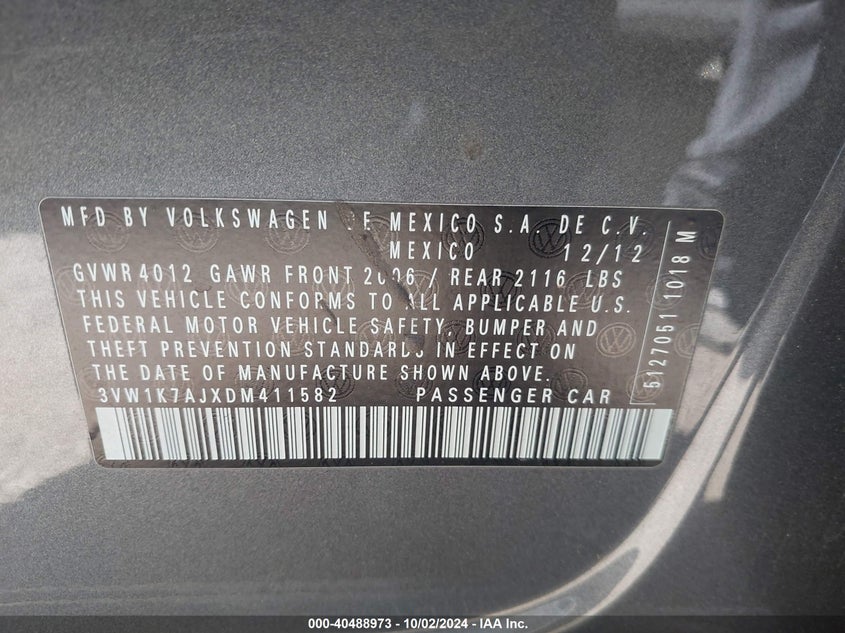 MFD BY VOLKSWAGEN DE MEXICO S.A. DE C.V.
MEXICO 12/12
GVWR 4012 GAWR FRONT 2006 / REAR 2116 LBS
THIS VEHICLE CONFORMS TO ALL APPLICABLE U.S.
FEDERAL MOTOR VEHICLE SAFETY, BUMPER AND
THEFT PREVENTION STANDARDS IN EFFECT ON
THE DATE OF MANUFACTURE SHOWN ABOVE.
3VW1K7AJXDM411582 PASSENGER CAR
5127051 1018 M
000-40488973 - 10/02/2024 - IAA Inc.